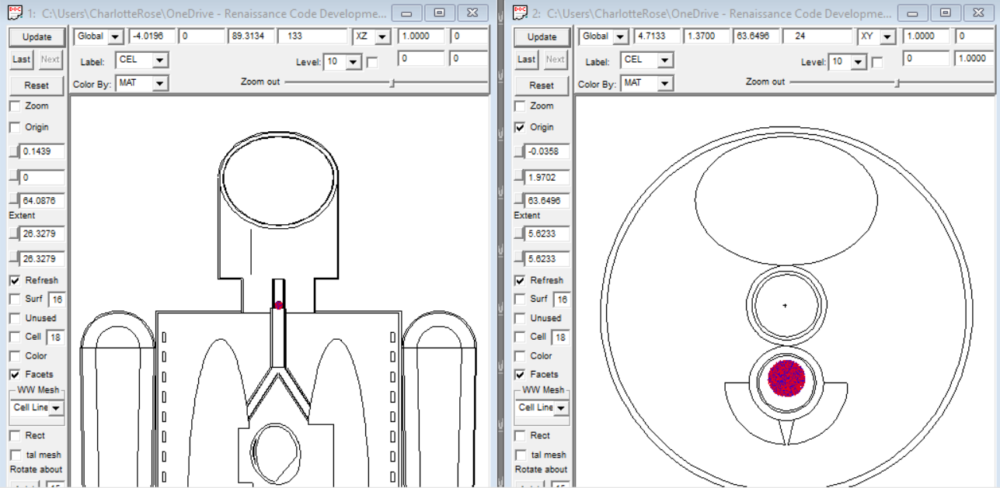 1: C:\Users\CharlotteRose\OneDrive - Renaissance Code Developme...
Update Global -4.0196 0 89.3134 133 XZ 1.0000 0
Last Next Label: CEL Level: 10 0 0
Reset Color By: MAT Zoom out
Zoom
Origin
0.1439
0
64.0876
Extent
26.3279
26.3279
Refresh
Surf 16
Unused
Cell 18
Color
Facets
WW Mesh
Cell Line
Rect
tal mesh
Rotate about
2: C:\Users\CharlotteRose\OneDrive - Renaissance Code Developme...
Update Global 4.7133 1.3700 63.6496 24 XY 1.0000 0
Last Next Label: CEL Level: 10 0 1.0000
Reset Color By: MAT Zoom out
Zoom
Origin
-0.0358
1.9702
63.6496
Extent
5.6233
5.6233
Refresh
Surf 16
Unused
Cell 18
Color
Facets
WW Mesh
Cell Line
Rect
tal mesh
Rotate about